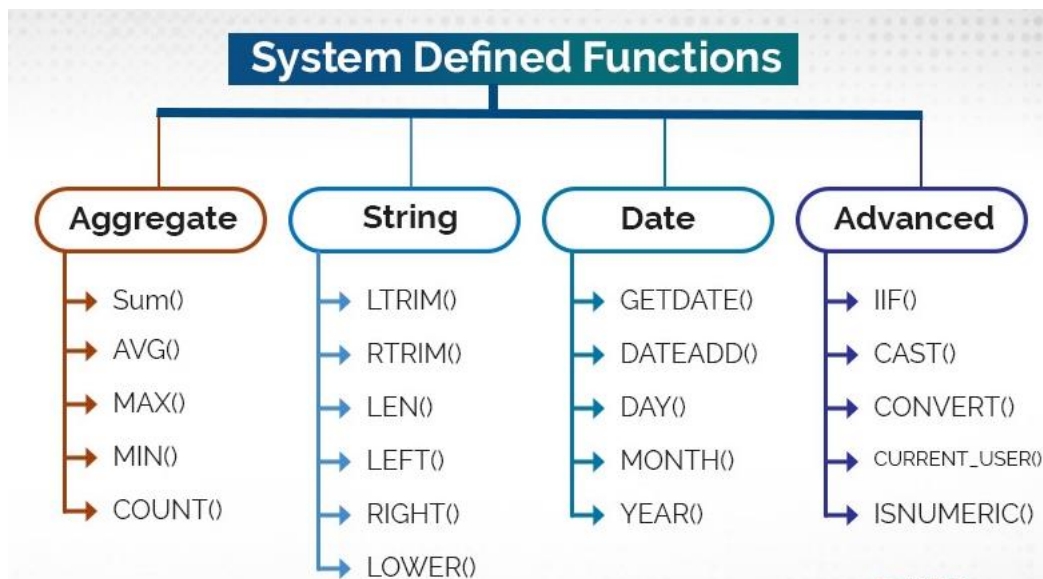 System Defined Functions
Aggregate
Sum()
AVG()
MAX()
MIN()
COUNT()
String
LTRIM()
RTRIM()
LEN()
LEFT()
RIGHT()
LOWER()
Date
GETDATE()
DATEADD()
DAY()
MONTH()
YEAR()
Advanced
IIF()
CAST()
CONVERT()
CURRENT_USER()
ISNUMERIC()